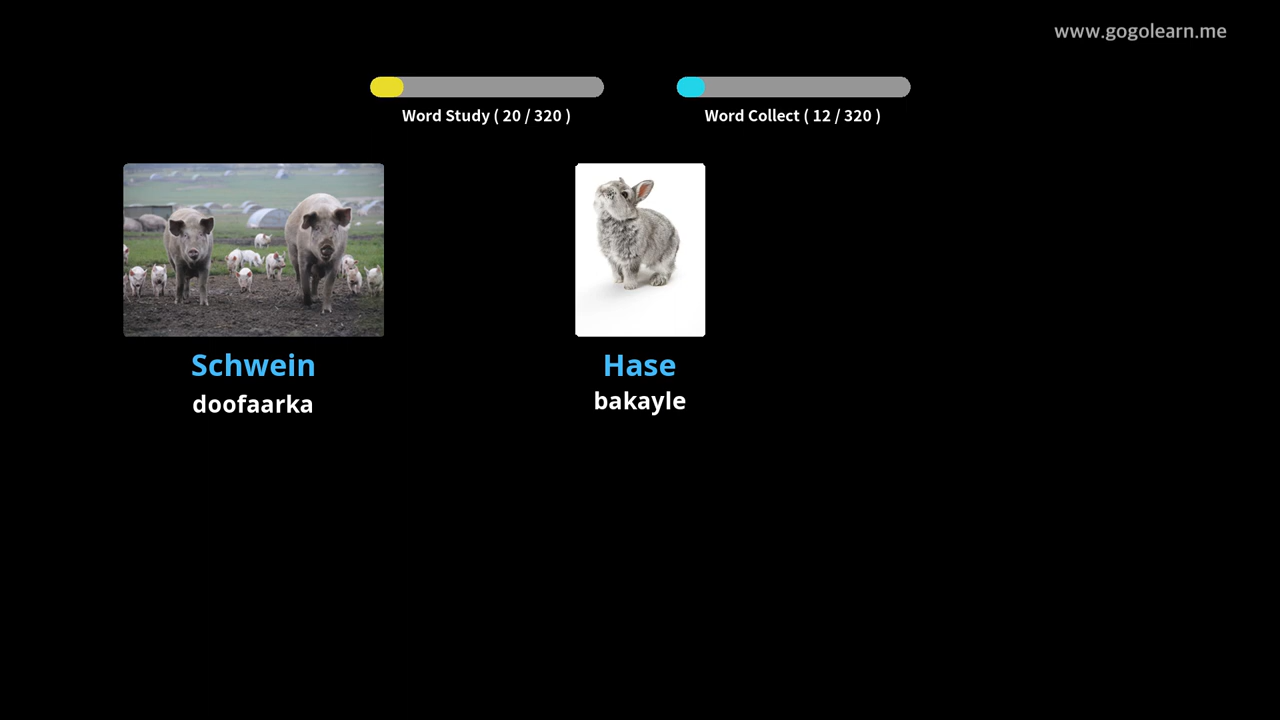 www.gogolearn.me
Word Study ( 20 / 320 )
Word Collect ( 12 / 320 )
Schwein
doofaarka
Hase
bakayle